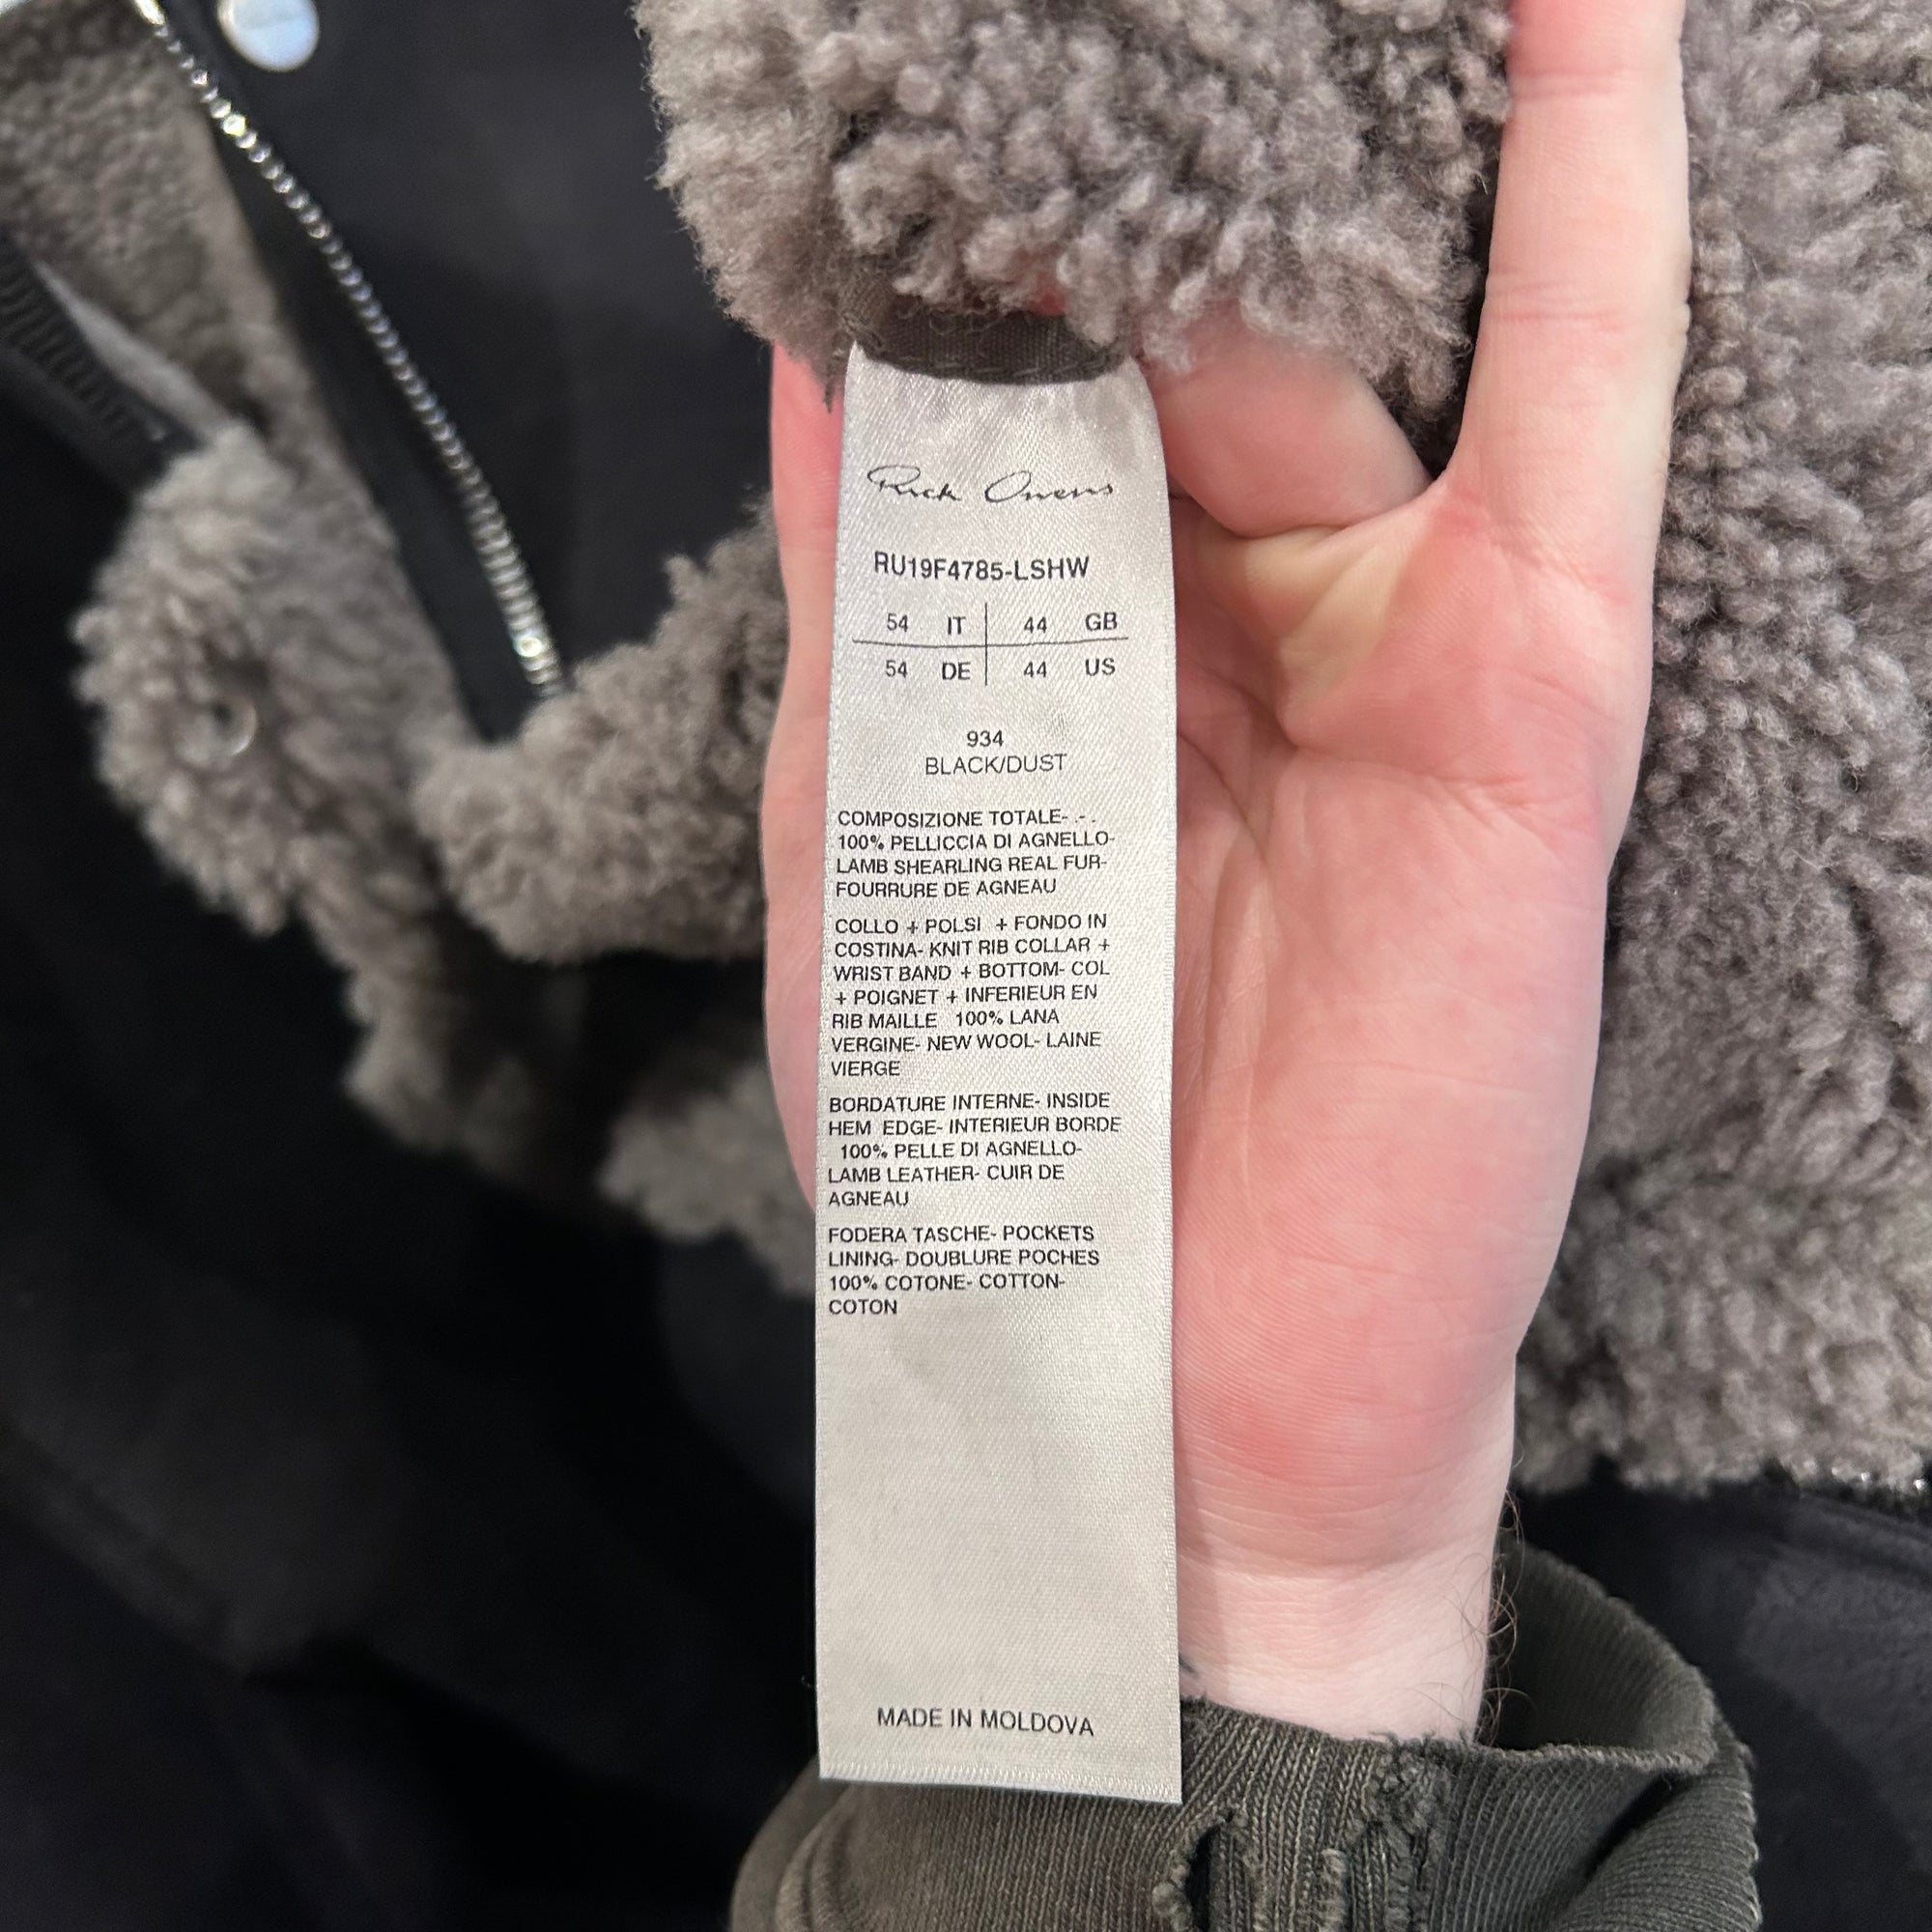 Rick Owens
RU19F4785-LSHW
54 IT 44 GB
54 DE 44 US
934
BLACK/DUST
COMPOSIZIONE TOTALE- .- .
100% PELLICCIA DI AGNELLO-
LAMB SHEARLING REAL FUR-
FOURRURE DE AGNEAU
COLLO + POLSI + FONDO IN
COSTINA- KNIT RIB COLLAR +
WRIST BAND + BOTTOM- COL
+ POIGNET + INFERIEUR EN
RIB MAILLE 100% LANA
VERGINE- NEW WOOL- LAINE
VIERGE
BORDATURE INTERNE- INSIDE
HEM EDGE- INTERIEUR BORDE
100% PELLE DI AGNELLO-
LAMB LEATHER- CUIR DE
AGNEAU
FODERA TASCHE- POCKETS
LINING- DOUBLURE POCHES
100% COTONE- COTTON-
COTON
MADE IN MOLDOVA